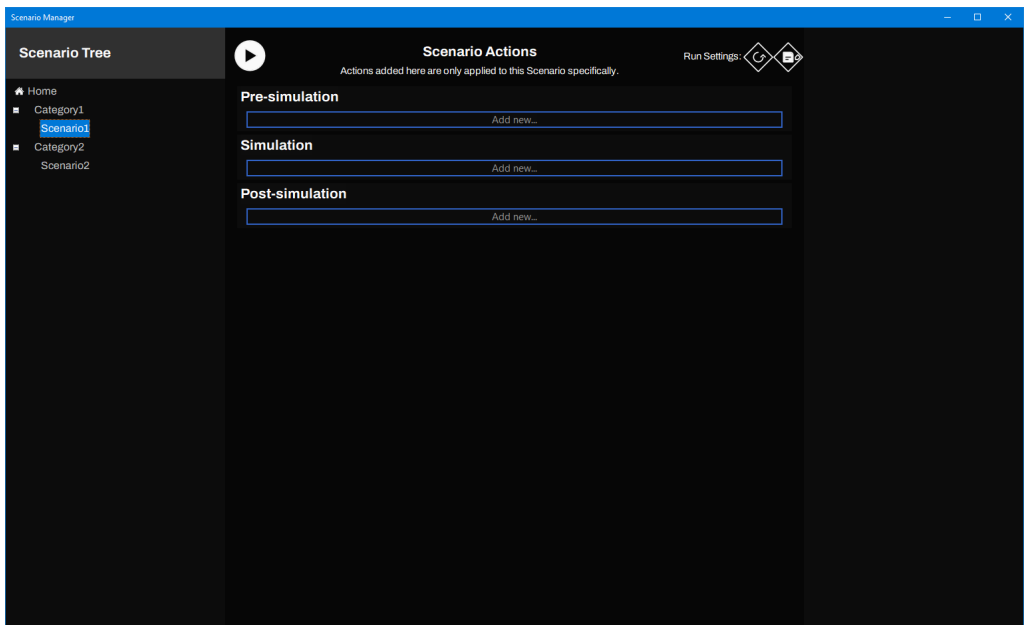 Scenario Manager
Scenario Tree
Home
Category1
Scenario1
Category2
Scenario2
Scenario Actions
Actions added here are only applied to this Scenario specifically.
Run Settings:
Pre-simulation
Add new...
Simulation
Add new...
Post-simulation
Add new...